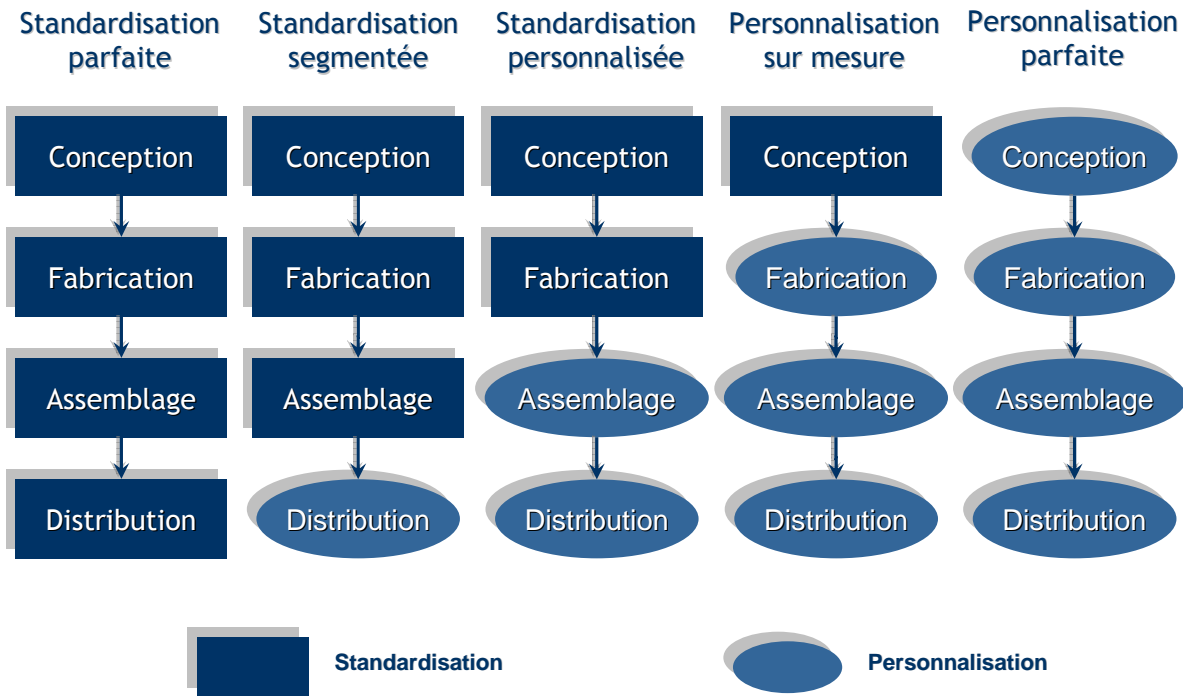 Standardisation
parfaite
Standardisation
segmentée
Standardisation
personnalisée
Personnalisation
sur mesure
Personnalisation
parfaite
Conception
Conception
Conception
Conception
Conception
Fabrication
Fabrication
Fabrication
Fabrication
Fabrication
Assemblage
Assemblage
Assemblage
Assemblage
Assemblage
Distribution
Distribution
Distribution
Distribution
Distribution
Standardisation
Personnalisation